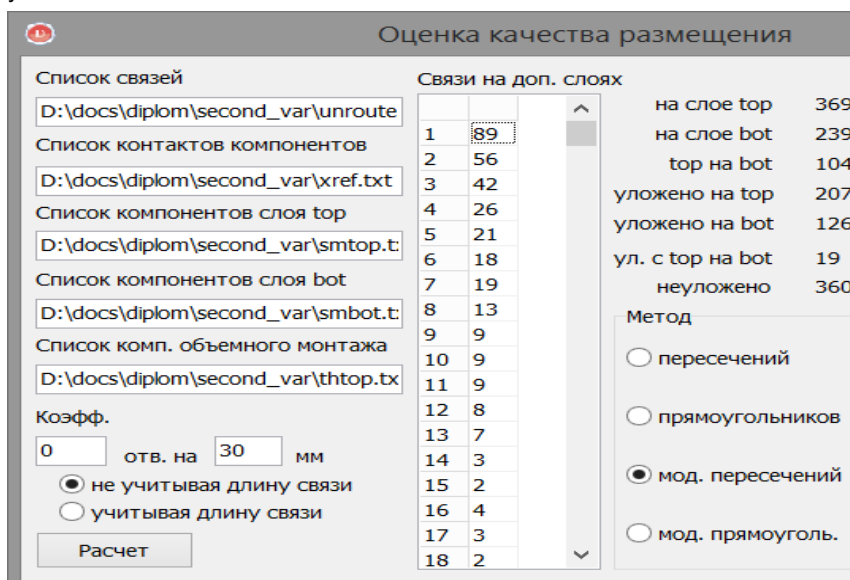 Оценка качества размещения
Список связей
D:\docs\diplom\second_var\unroute
Список контактов компонентов
D:\docs\diplom\second_var\xref.txt
Список компонентов слоя top
D:\docs\diplom\second_var\smtop.t
Список компонентов слоя bot
D:\docs\diplom\second_var\smbot.t
Список комп. объемного монтажа
D:\docs\diplom\second_var\thtop.tx
Коэфф.
0 отв. на 30 мм
не учитывая длину связи
учитывая длину связи
Расчет
Связи на доп. слоях
1 89
2 56
3 42
4 26
5 21
6 18
7 19
8 13
9 9
10 9
11 9
12 8
13 7
14 3
15 2
16 4
17 3
18 2
на слое top 369
на слое bot 239
top на bot 104
уложено на top 207
уложено на bot 126
ул. с top на bot 19
неуложено 360
Метод
пересечений
прямоугольников
мод. пересечений
мод. прямоуголь.